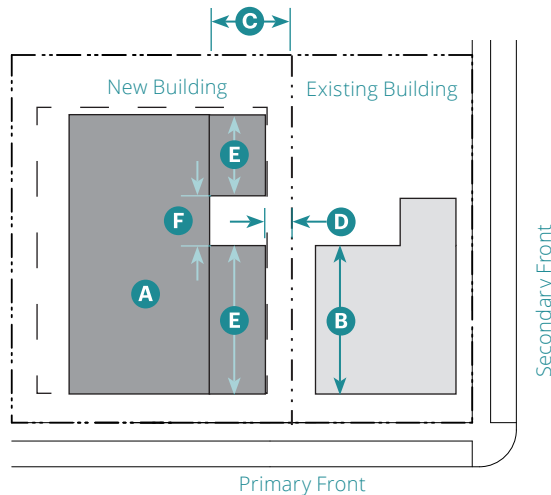 C
New Building
Existing Building
E
F
D
A
E
B
Secondary Front
Primary Front